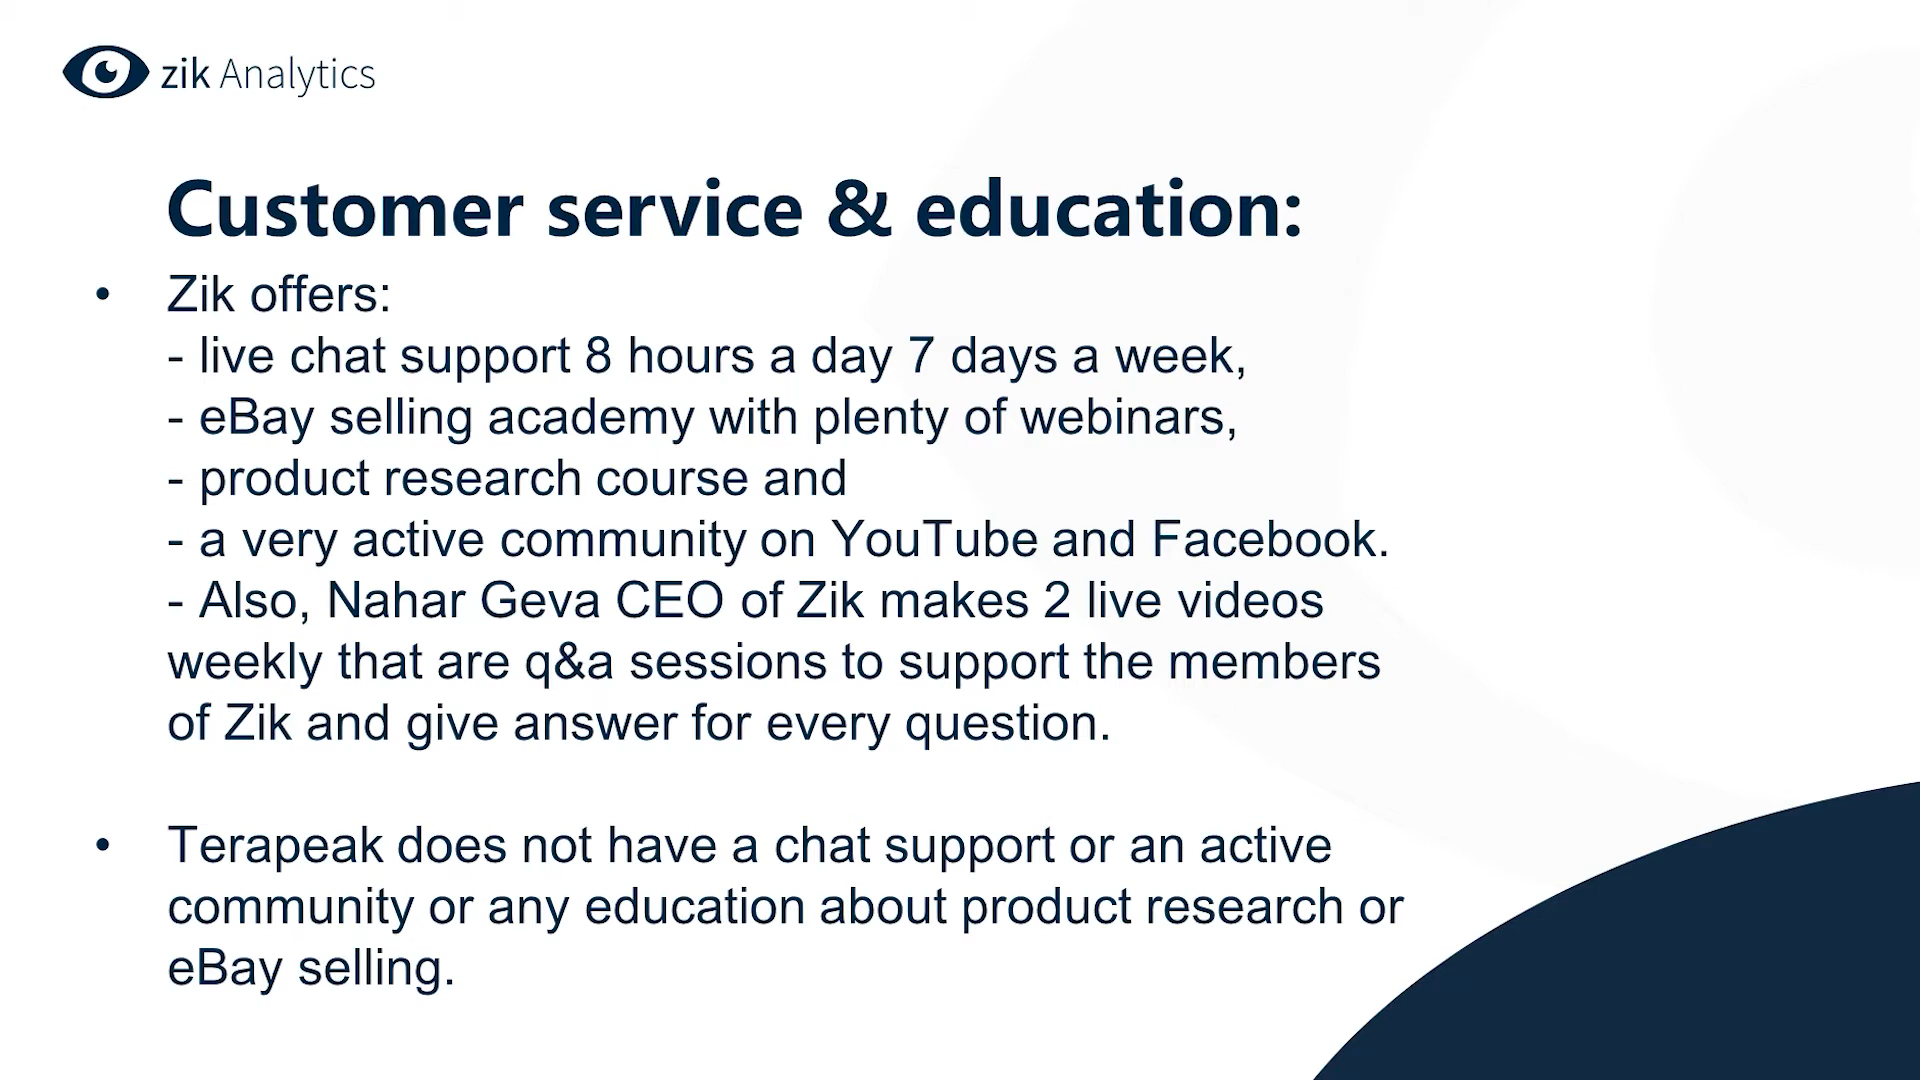 zik Analytics
Customer service & education:
• Zik offers:
- live chat support 8 hours a day 7 days a week,
- eBay selling academy with plenty of webinars,
- product research course and
- a very active community on YouTube and Facebook.
- Also, Nahar Geva CEO of Zik makes 2 live videos
weekly that are q&a sessions to support the members
of Zik and give answer for every question.
• Terapeak does not have a chat support or an active
community or any education about product research or
eBay selling.